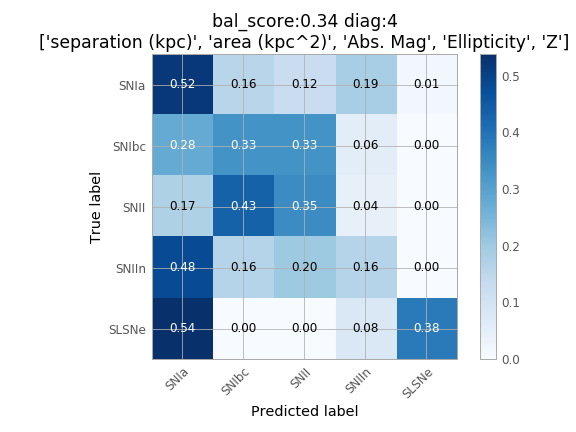 bal_score:0.34 diag:4
['separation (kpc)', 'area (kpc^2)', 'Abs. Mag', 'Ellipticity', 'Z']
SNIa 0.52 0.16 0.12 0.19 0.01
SNIbc 0.28 0.33 0.33 0.06 0.00
SNII 0.17 0.43 0.35 0.04 0.00
SNIIn 0.48 0.16 0.20 0.16 0.00
SLSNe 0.54 0.00 0.00 0.08 0.38
True label
SNIa SNIbc SNII SNIIn SLSNe
Predicted label
0.5
0.4
0.3
0.2
0.1
0.0